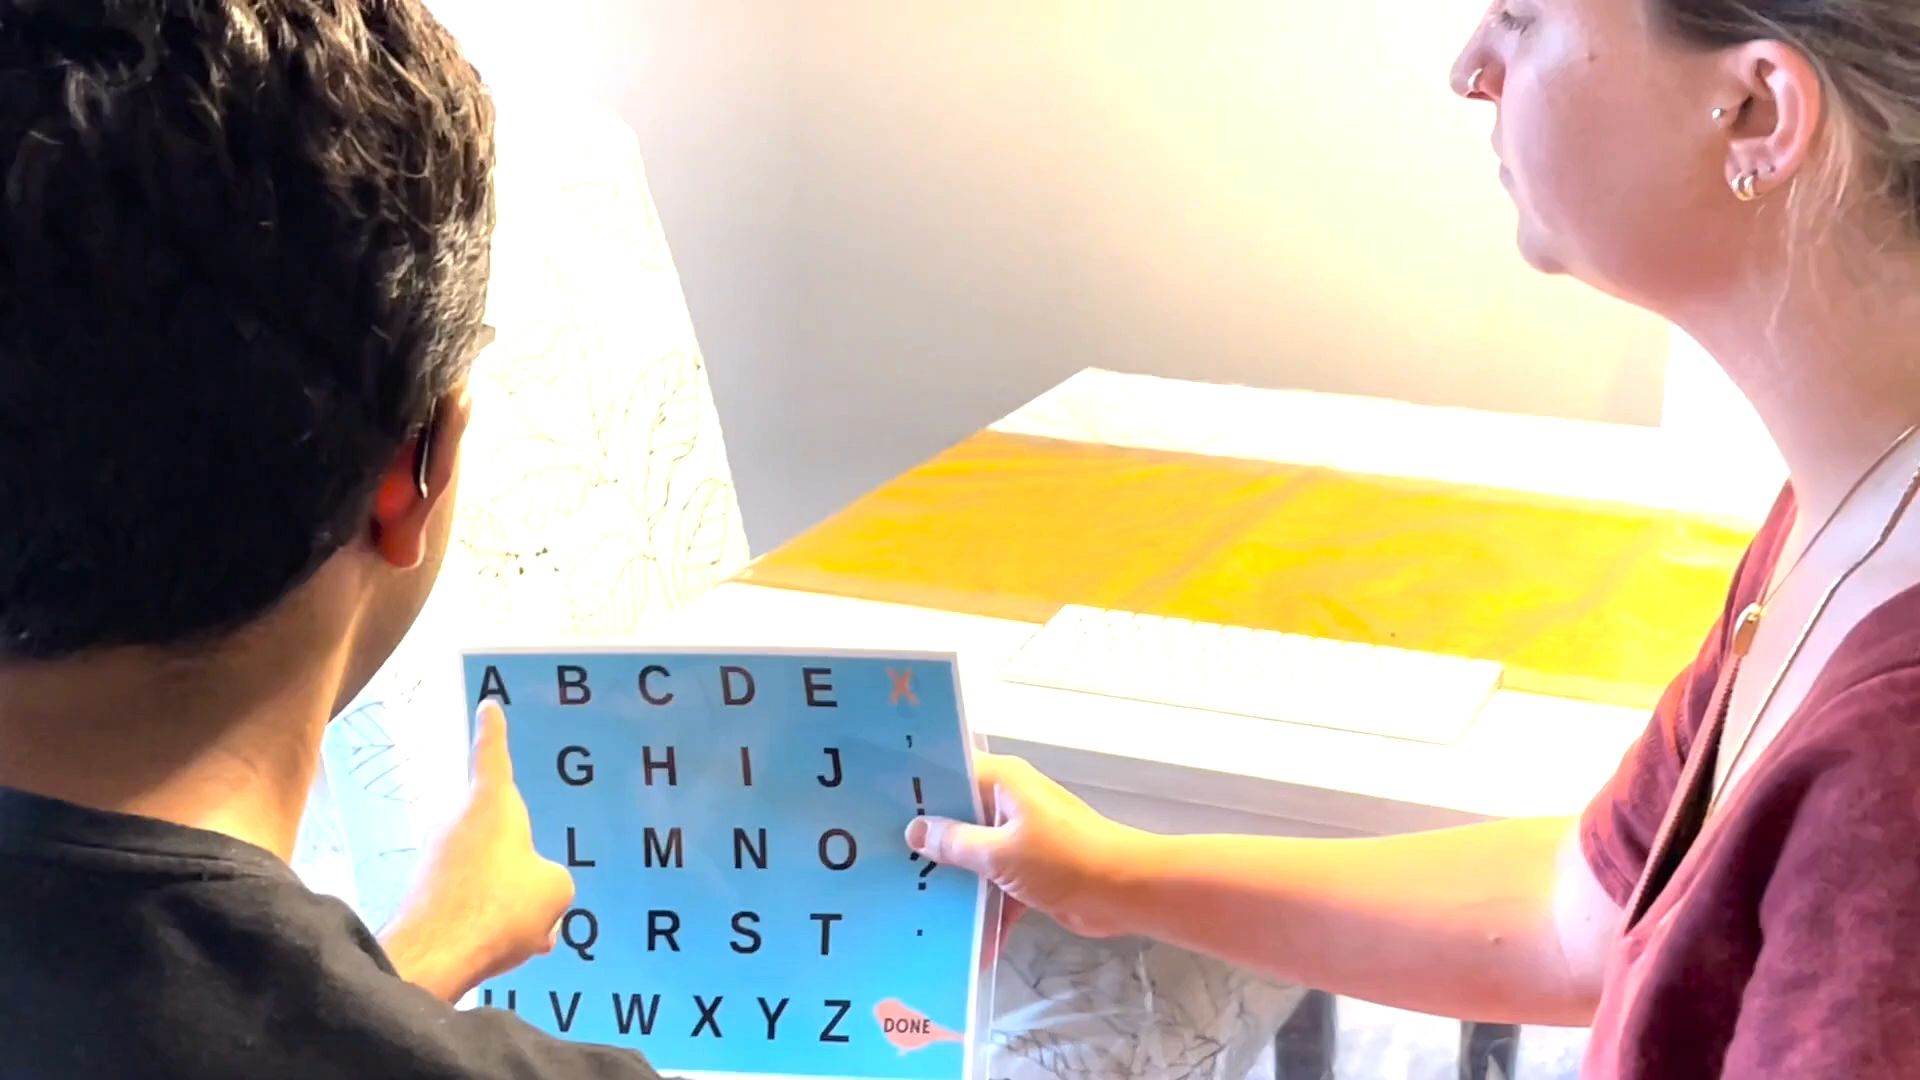 A B C D E X
G H I J ,
L M N O !
Q R S T ?
U V W X Y Z .
DONE